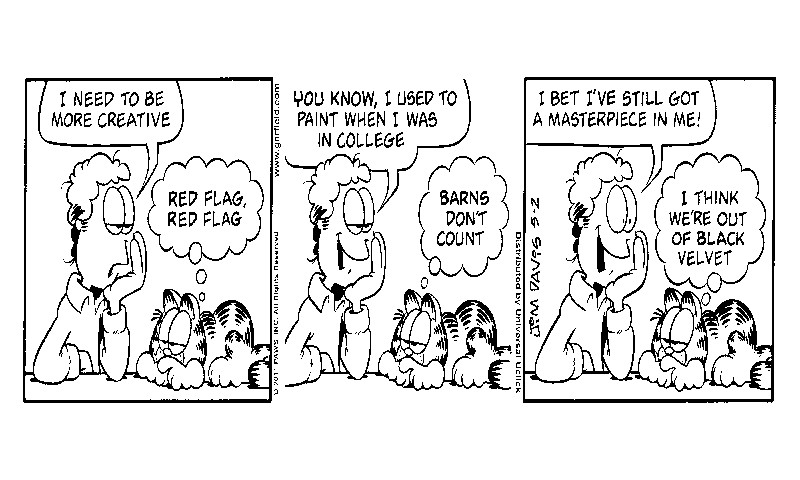 I NEED TO BE
MORE CREATIVE
RED FLAG,
RED FLAG
YOU KNOW, I USED TO
PAINT WHEN I WAS
IN COLLEGE
BARNS
DON'T
COUNT
I BET I'VE STILL GOT
A MASTERPIECE IN ME!
I THINK
WE'RE OUT
OF BLACK
VELVET
www.garfield.com
PAWS, INC. All Rights Reserved
Distributed by Universal Uclick
JIM DAVIS 5-2